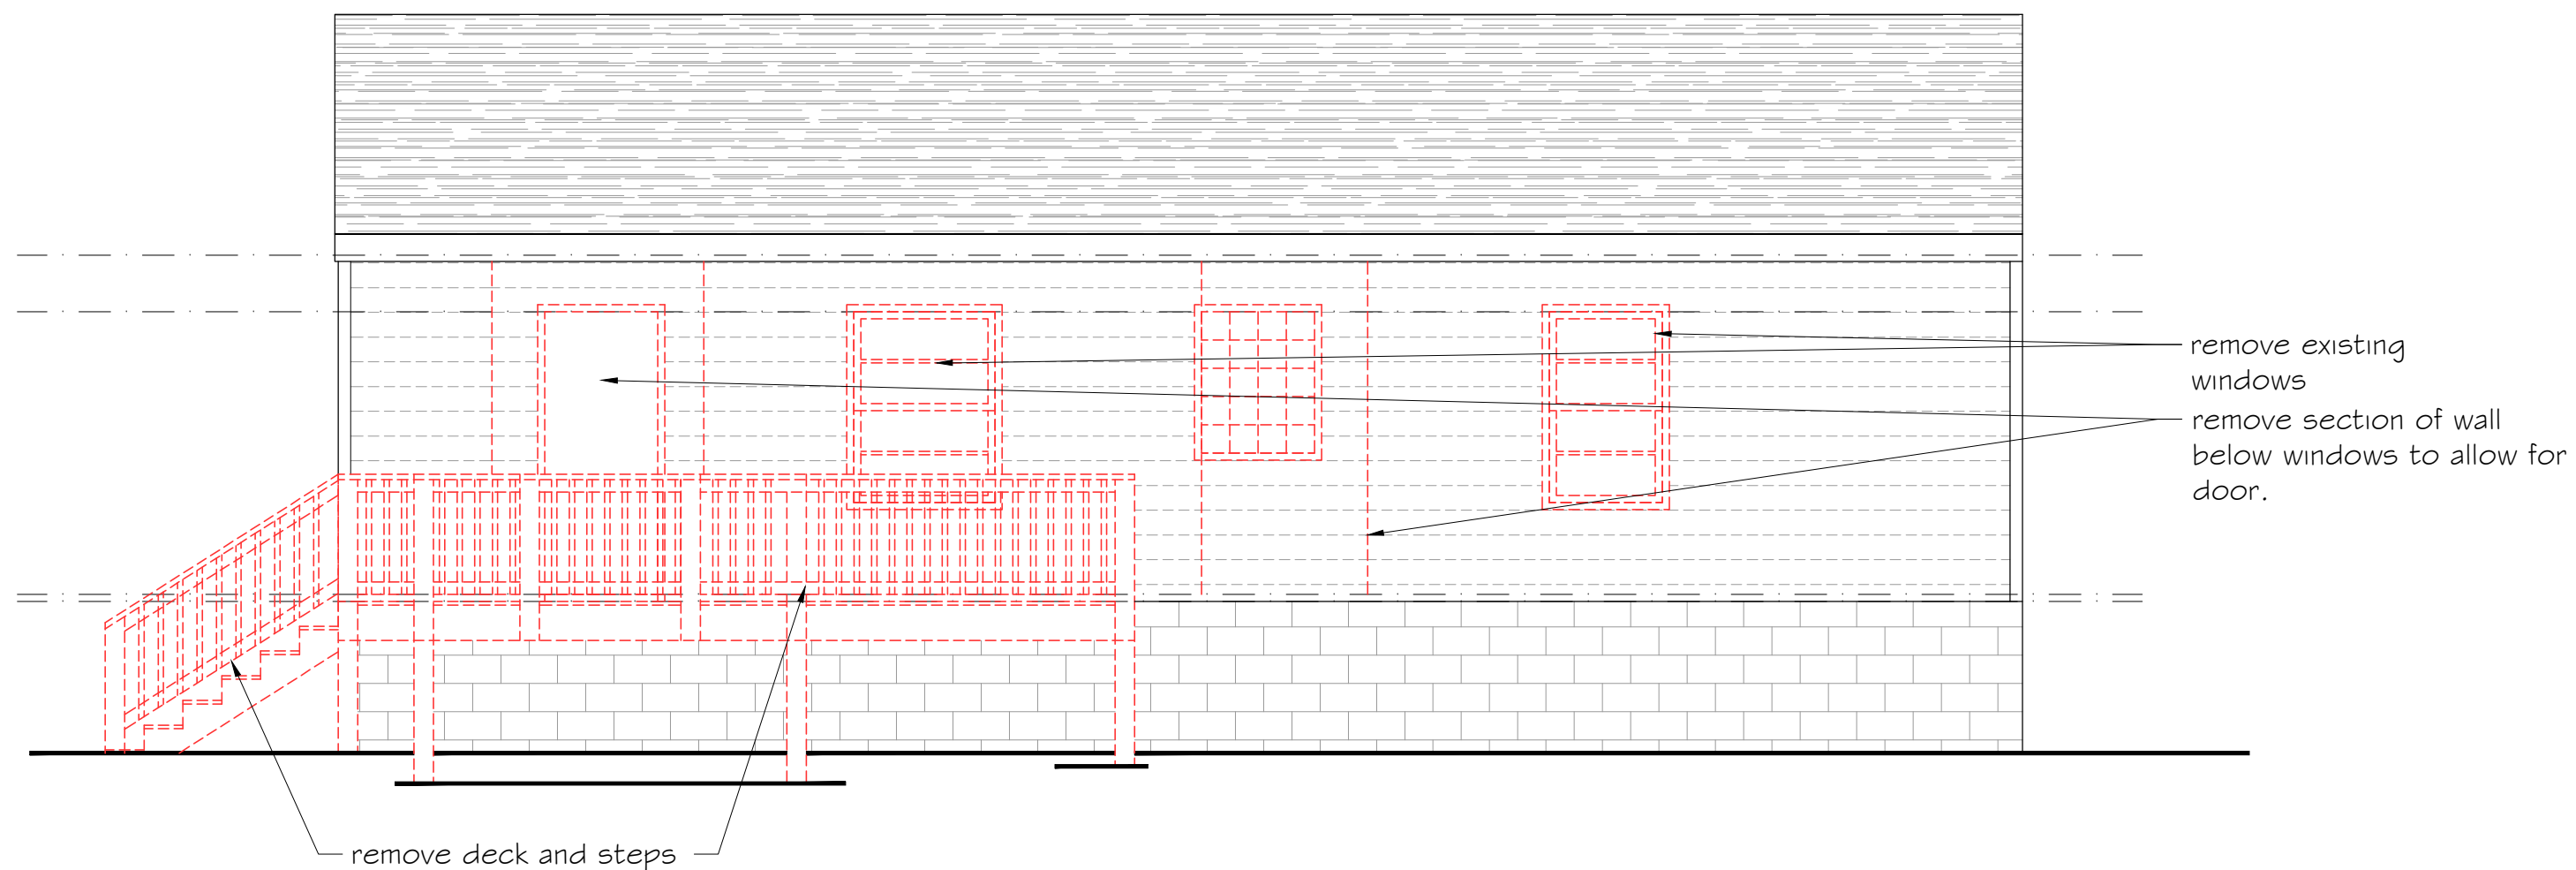 remove existing
windows
remove section of wall
below windows to allow for
door.
remove deck and steps